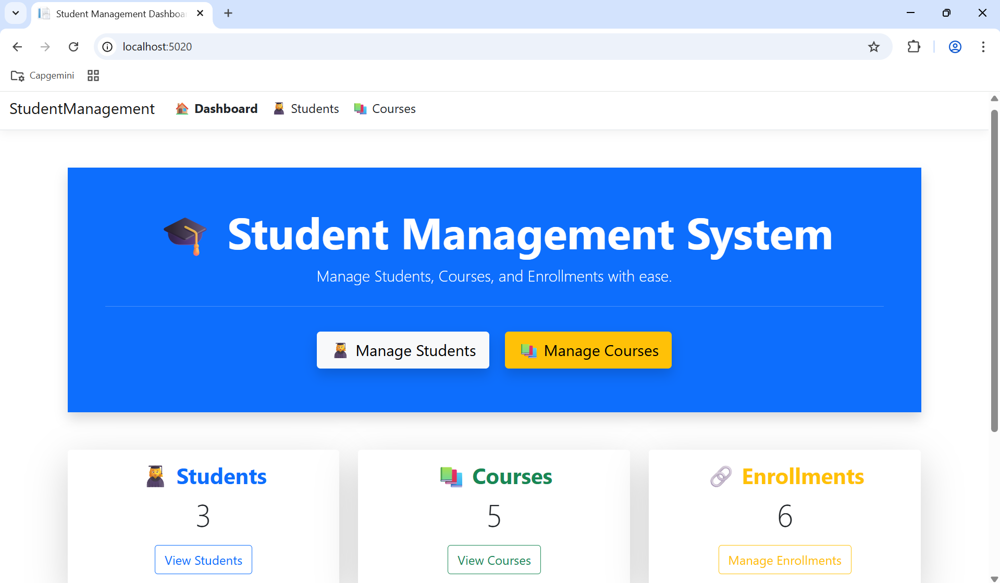 Student Management Dashboa
localhost:5020
Capgemini
StudentManagement Dashboard Students Courses
Student Management System
Manage Students, Courses, and Enrollments with ease.
Manage Students Manage Courses
Students Courses Enrollments
3 5 6
View Students View Courses Manage Enrollments